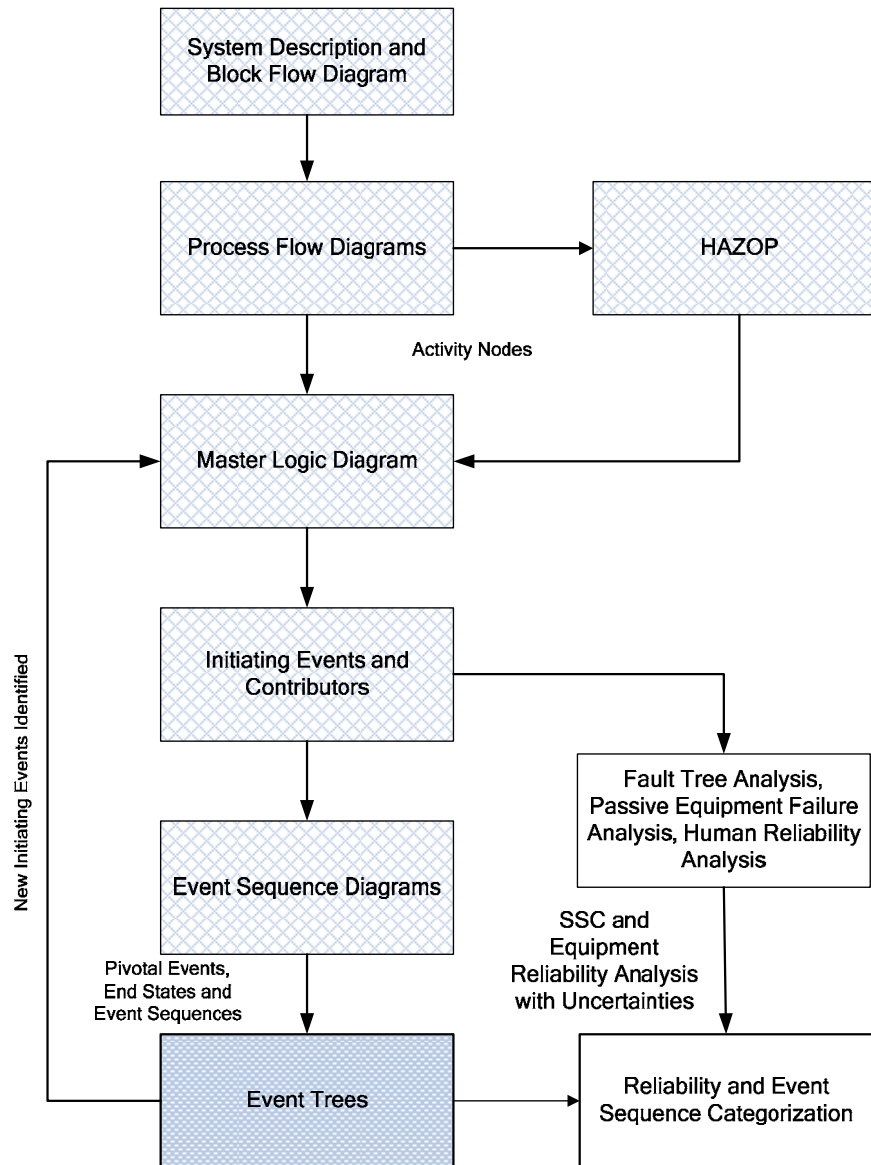 System Description and
Block Flow Diagram
Process Flow Diagrams
HAZOP
Activity Nodes
Master Logic Diagram
New Initiating Events Identified
Initiating Events and
Contributors
Fault Tree Analysis,
Passive Equipment Failure
Analysis, Human Reliability
Analysis
Event Sequence Diagrams
SSC and
Equipment
Reliability Analysis
with Uncertainties
Pivotal Events,
End States and
Event Sequences
Event Trees
Reliability and Event
Sequence Categorization